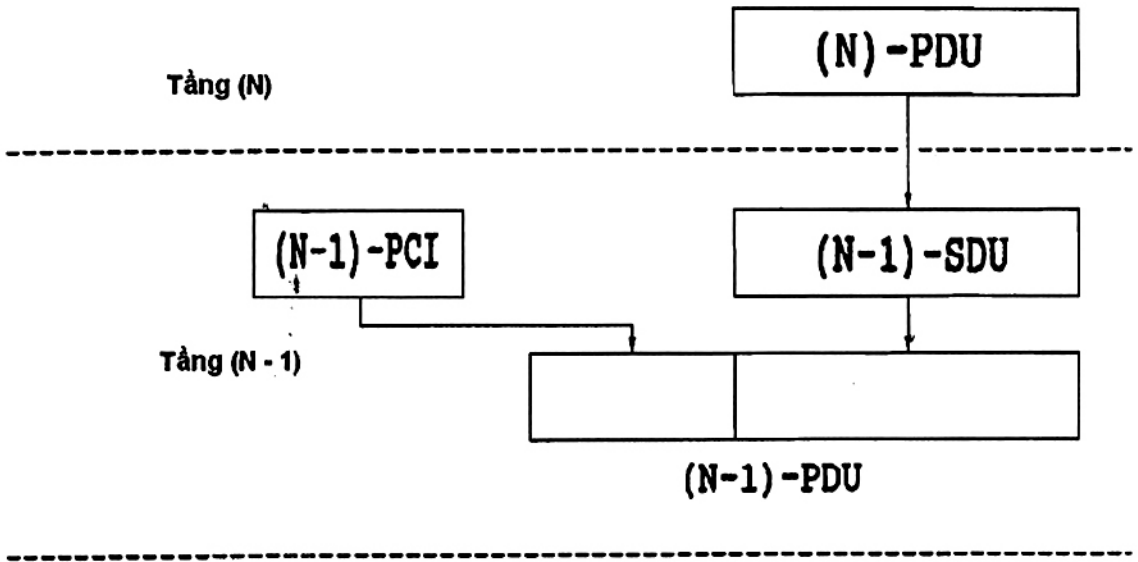 (N)-PDU
Tầng (N)
(N-1)-PCI
(N-1)-SDU
Tầng (N - 1)
(N-1)-PDU